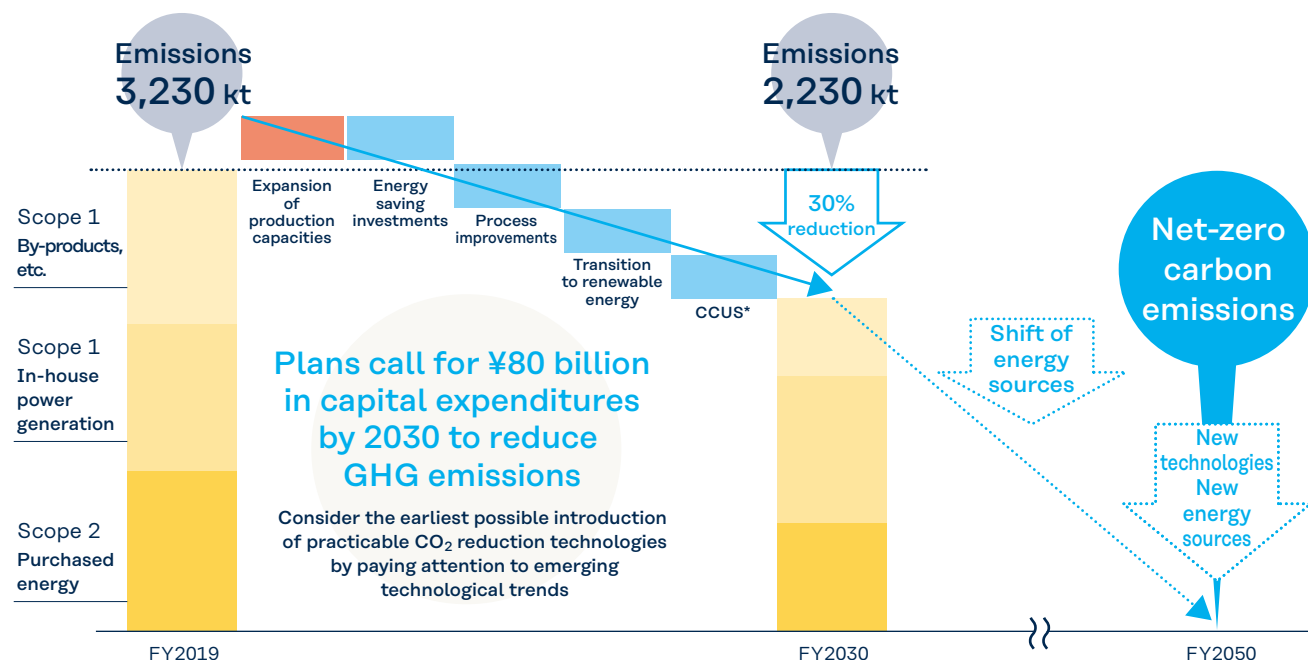 Emissions
3,230 kt
Emissions
2,230 kt
Expansion
of
production
capacities
Energy
saving
investments
Process
improvements
Transition
to renewable
energy
CCUS*
30%
reduction
Scope 1
By-products,
etc.
Scope 1
In-house
power
generation
Scope 2
Purchased
energy
Plans call for ¥80 billion
in capital expenditures
by 2030 to reduce
GHG emissions
Consider the earliest possible introduction
of practicable CO₂ reduction technologies
by paying attention to emerging
technological trends
Shift of
energy
sources
Net-zero
carbon
emissions
New
technologies
New
energy
sources
FY2019
FY2030
FY2050